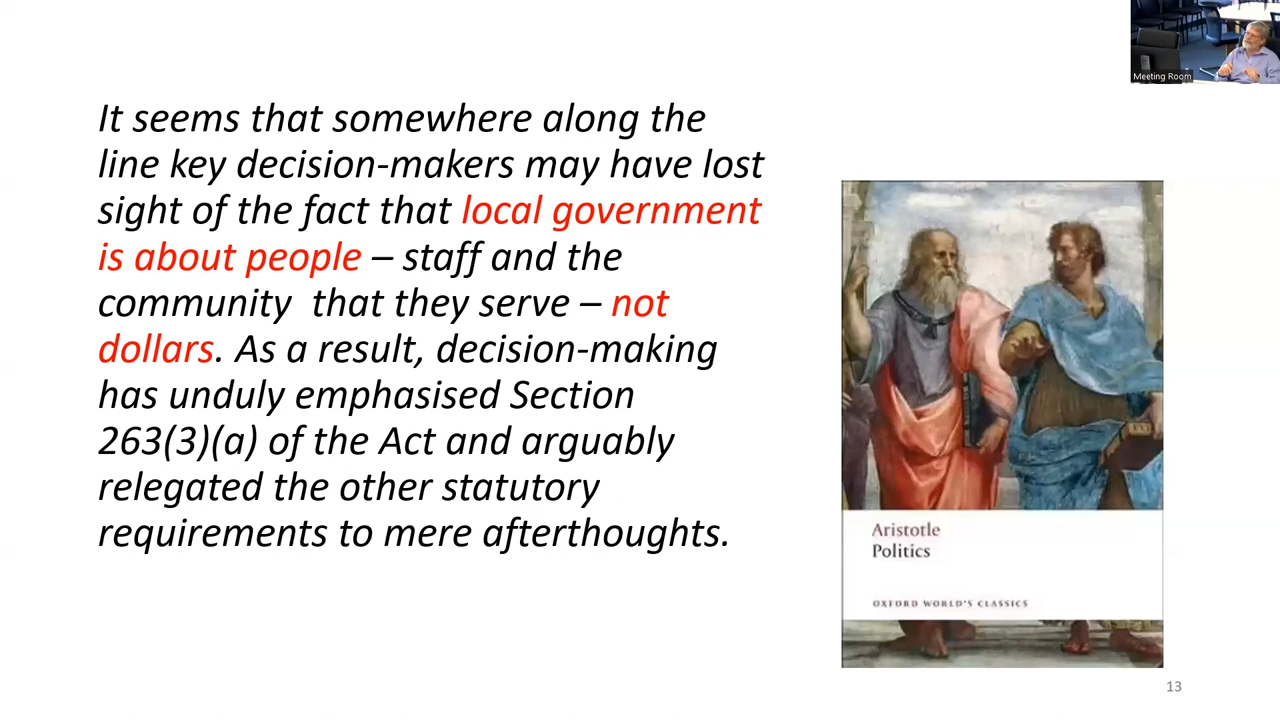 Meeting Room
It seems that somewhere along the
line key decision-makers may have lost
sight of the fact that local government
is about people – staff and the
community  that they serve – not
dollars. As a result, decision-making
has unduly emphasised Section
263(3)(a) of the Act and arguably
relegated the other statutory
requirements to mere afterthoughts.
Aristotle
Politics
OXFORD WORLD'S CLASSICS
13